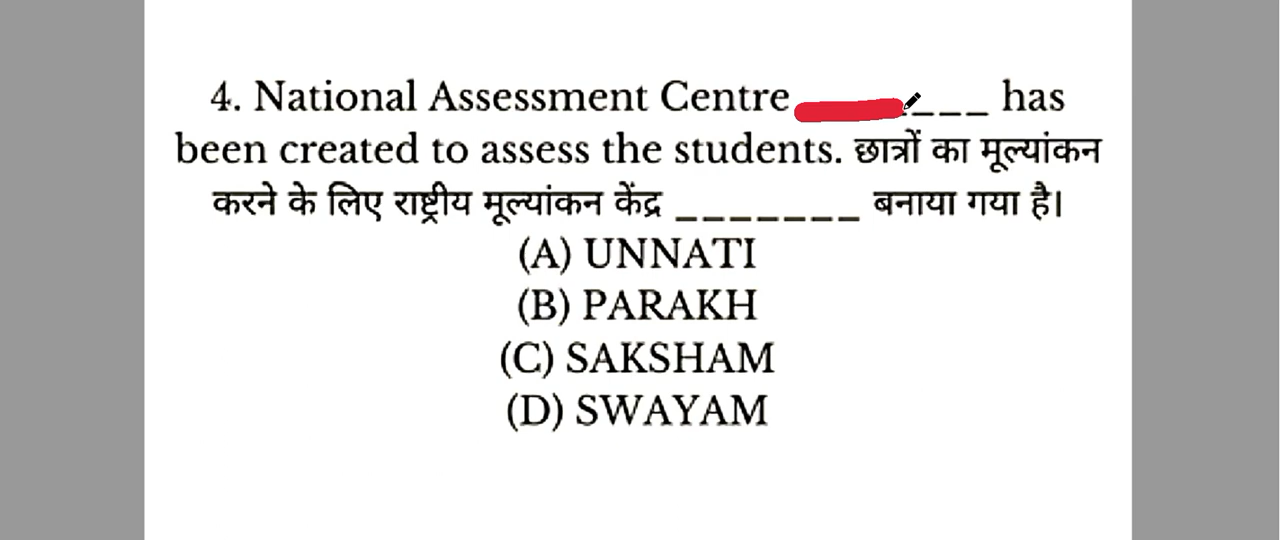 4. National Assessment Centre ___ has
been created to assess the students. छात्रों का मूल्यांकन
करने के लिए राष्ट्रीय मूल्यांकन केंद्र _______ बनाया गया है।
(A) UNNATI
(B) PARAKH
(C) SAKSHAM
(D) SWAYAM